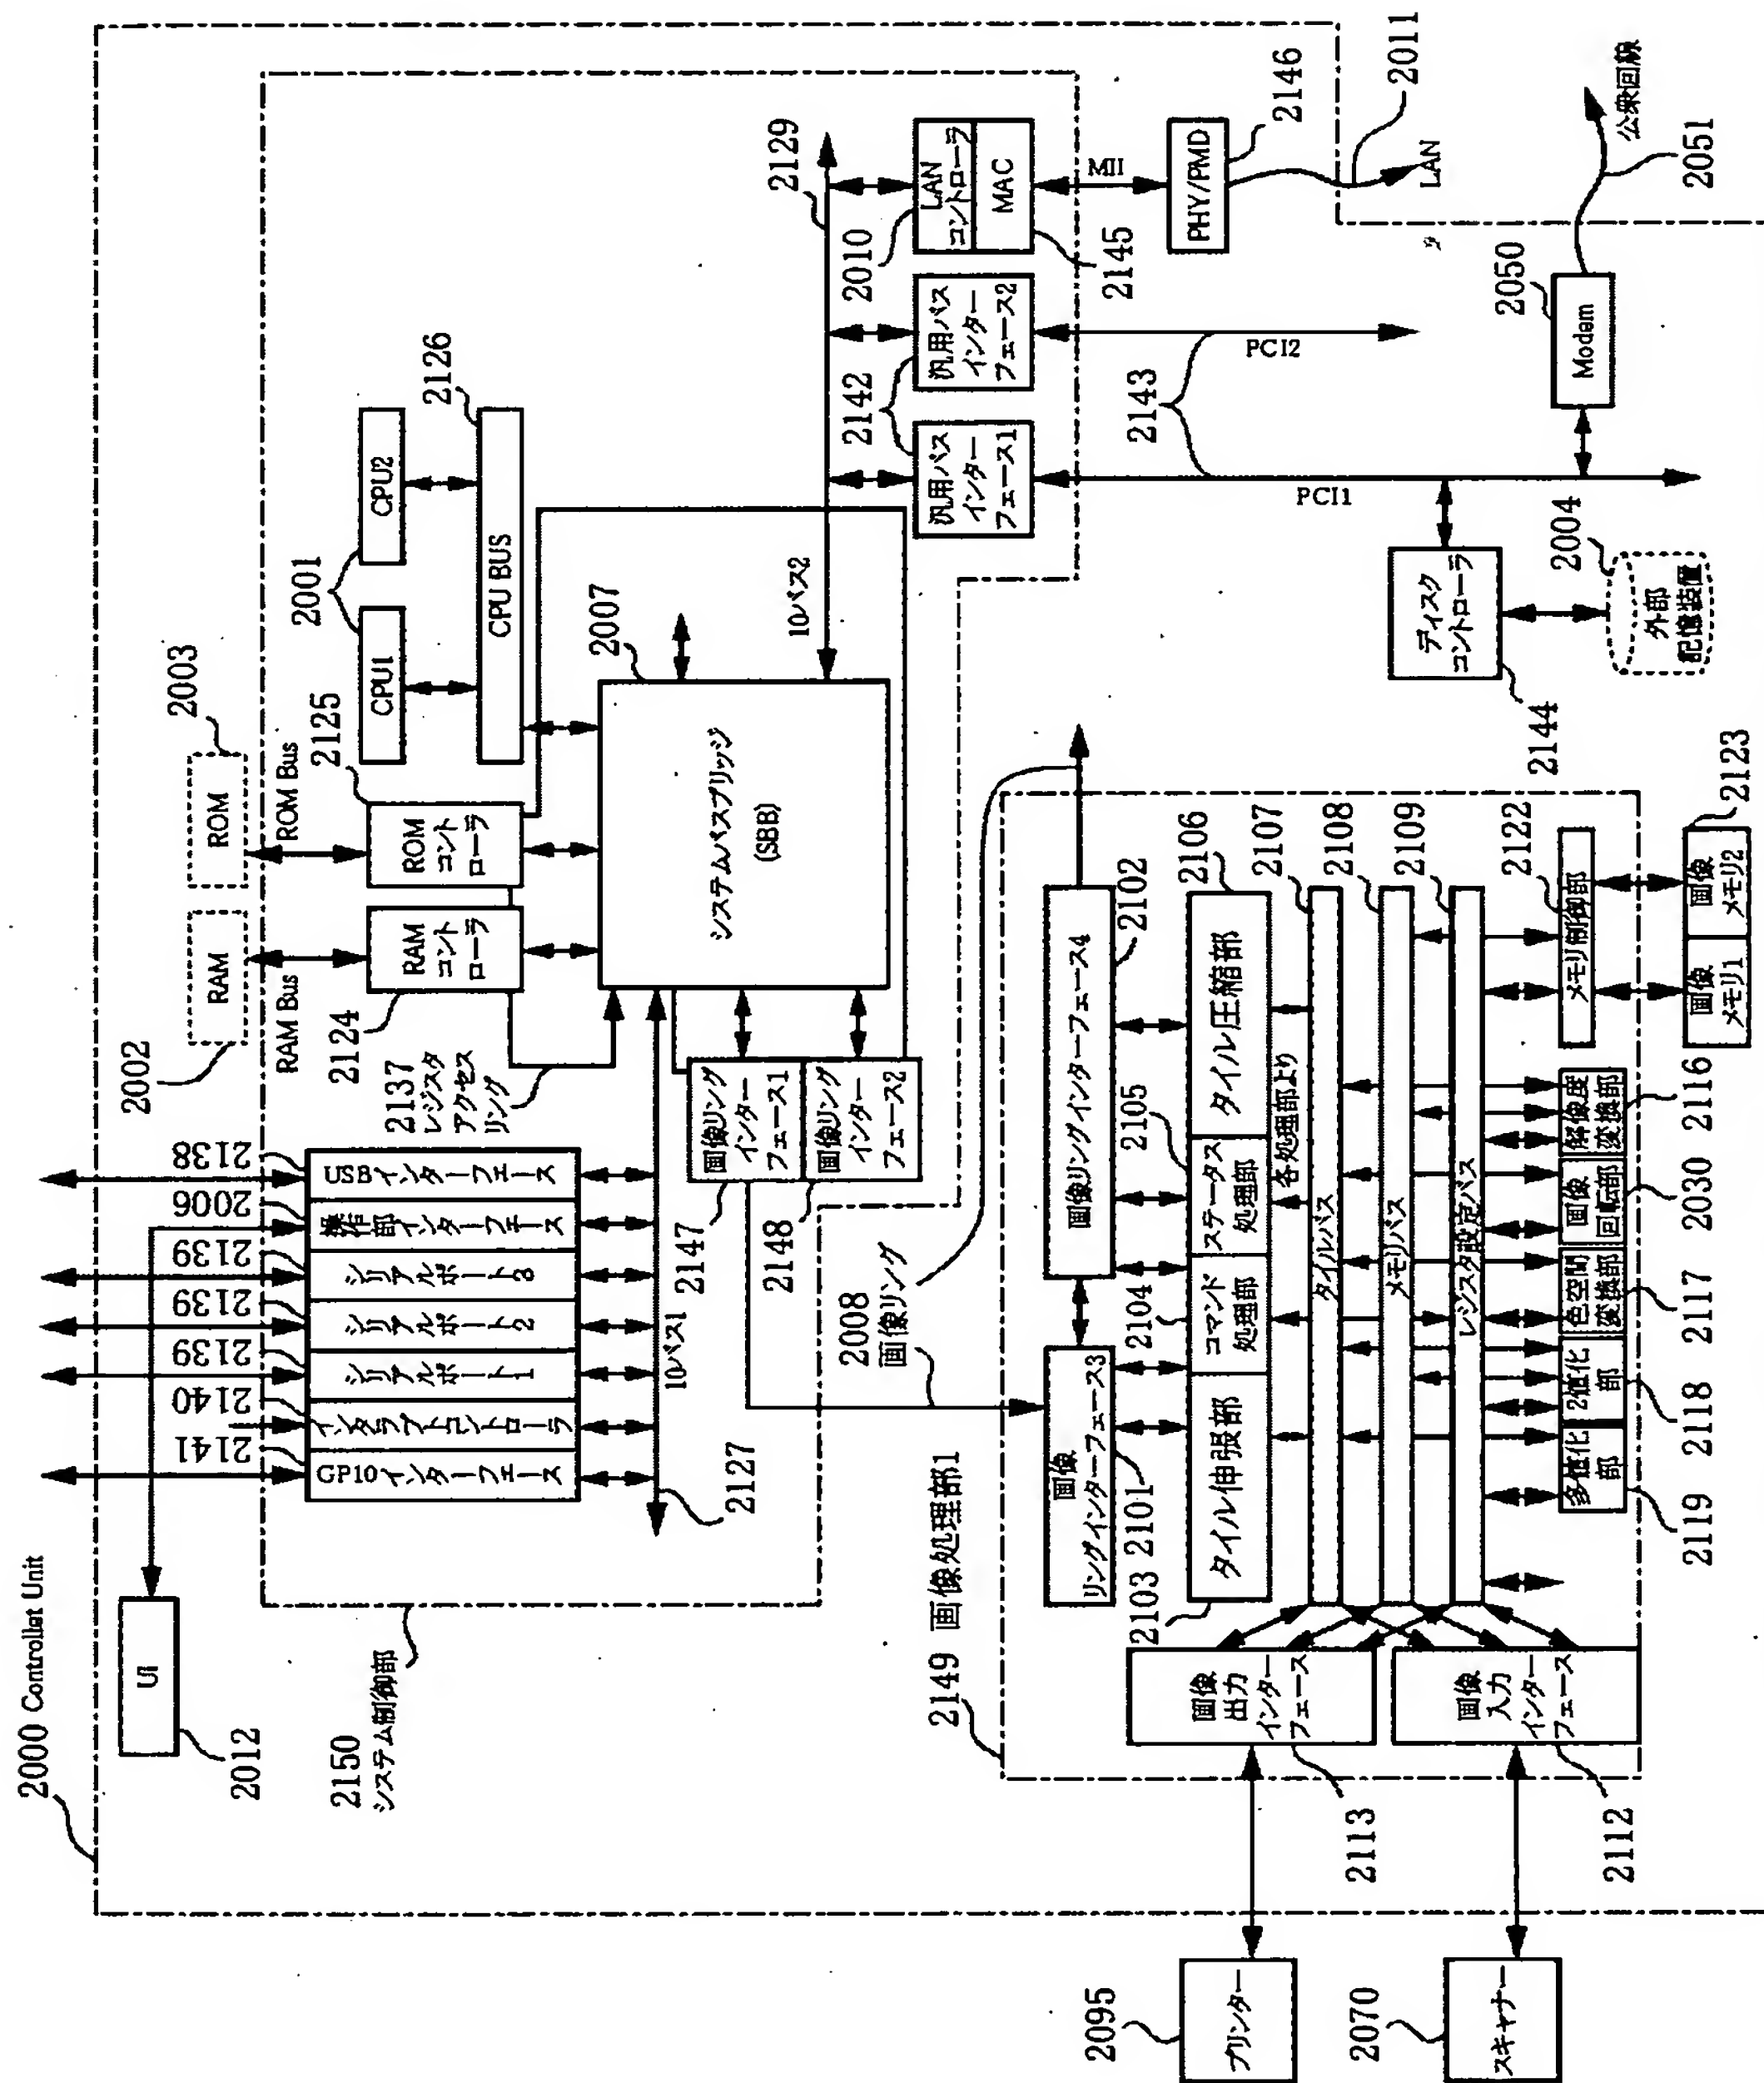 2000 Controllet Unit
UI
2012
2150
システム制御部
2141
2140
2139
2139
2139
2006
2138
GP10インターフェース
インタラプトコントローラ
シリアルポート1
シリアルポート2
シリアルポート3
操作部インターフェース
USBインターフェース
10バス1
2127
2002
RAM
RAM Bus
2003
ROM
ROM Bus
2124
RAM
コント
ローラ
2125
ROM
コント
ローラ
2137
レジスタ
アクセス
リング
2001
CPU1
CPU2
2126
CPU BUS
2007
システムバスブリッジ
(SBB)
10バス2
2129
画像リング
インター
フェース1
2147
画像リング
インター
フェース2
2148
2008
画像リング
2142
汎用バス
インター
フェース1
汎用バス
インター
フェース2
2010
LAN
コントローラ
MAC
2145
MII
PHY/PMD
2146
2011
LAN
2143
PCI1
PCI2
2050
Modem
2051
公衆回線
ディスク
コントローラ
2144
2004
外部
記憶装置
2149 画像処理部1
画像
リングインターフェース3
2101
画像リングインターフェース4
2102
2103
タイル伸張部
2104
コマンド
処理部
2105
ステータス
処理部
2106
タイル圧縮部
各処理部より
タイルバス
2107
メモリバス
2108
レジスタ設定バス
2109
画像
出力
インター
フェース
2113
画像
入力
インター
フェース
2112
多値化
部
2119
2値化
部
2118
色空間
変換部
2117
画像
回転部
2030
解像度
変換部
2116
メモリ制御部
2122
画像
メモリ1
画像
メモリ2
2123
2095
プリンター
2070
スキャナー